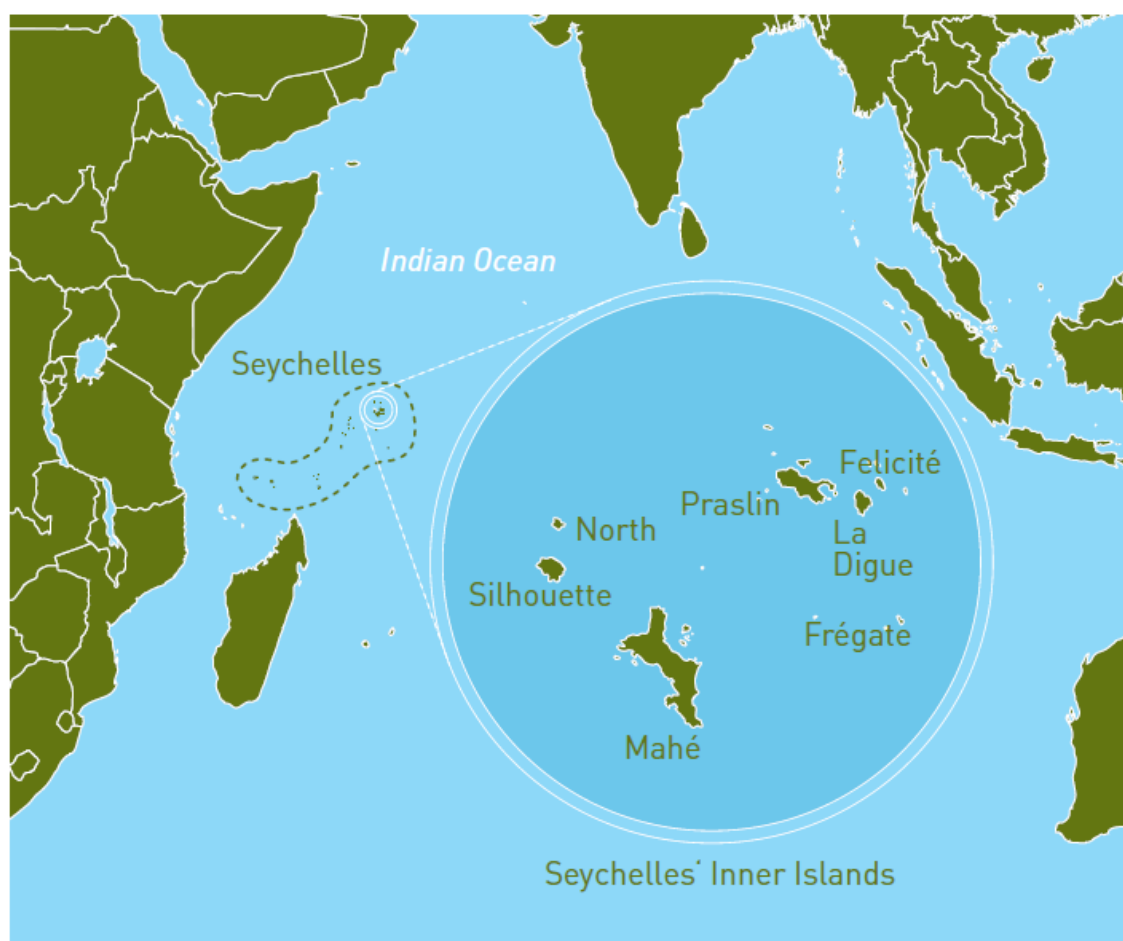 Indian Ocean
Seychelles
Felicité
Praslin
North
La
Digue
Silhouette
Frégate
Mahé
Seychelles‘ Inner Islands